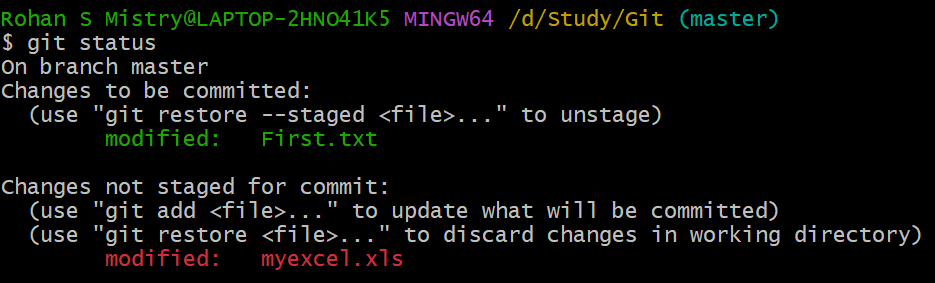 Rohan S Mistry@LAPTOP-2HNO41K5 MINGW64 /d/Study/Git (master)
$ git status
On branch master
Changes to be committed:
  (use "git restore --staged <file>..." to unstage)
        modified:   First.txt

Changes not staged for commit:
  (use "git add <file>..." to update what will be committed)
  (use "git restore <file>..." to discard changes in working directory)
        modified:   myexcel.xls